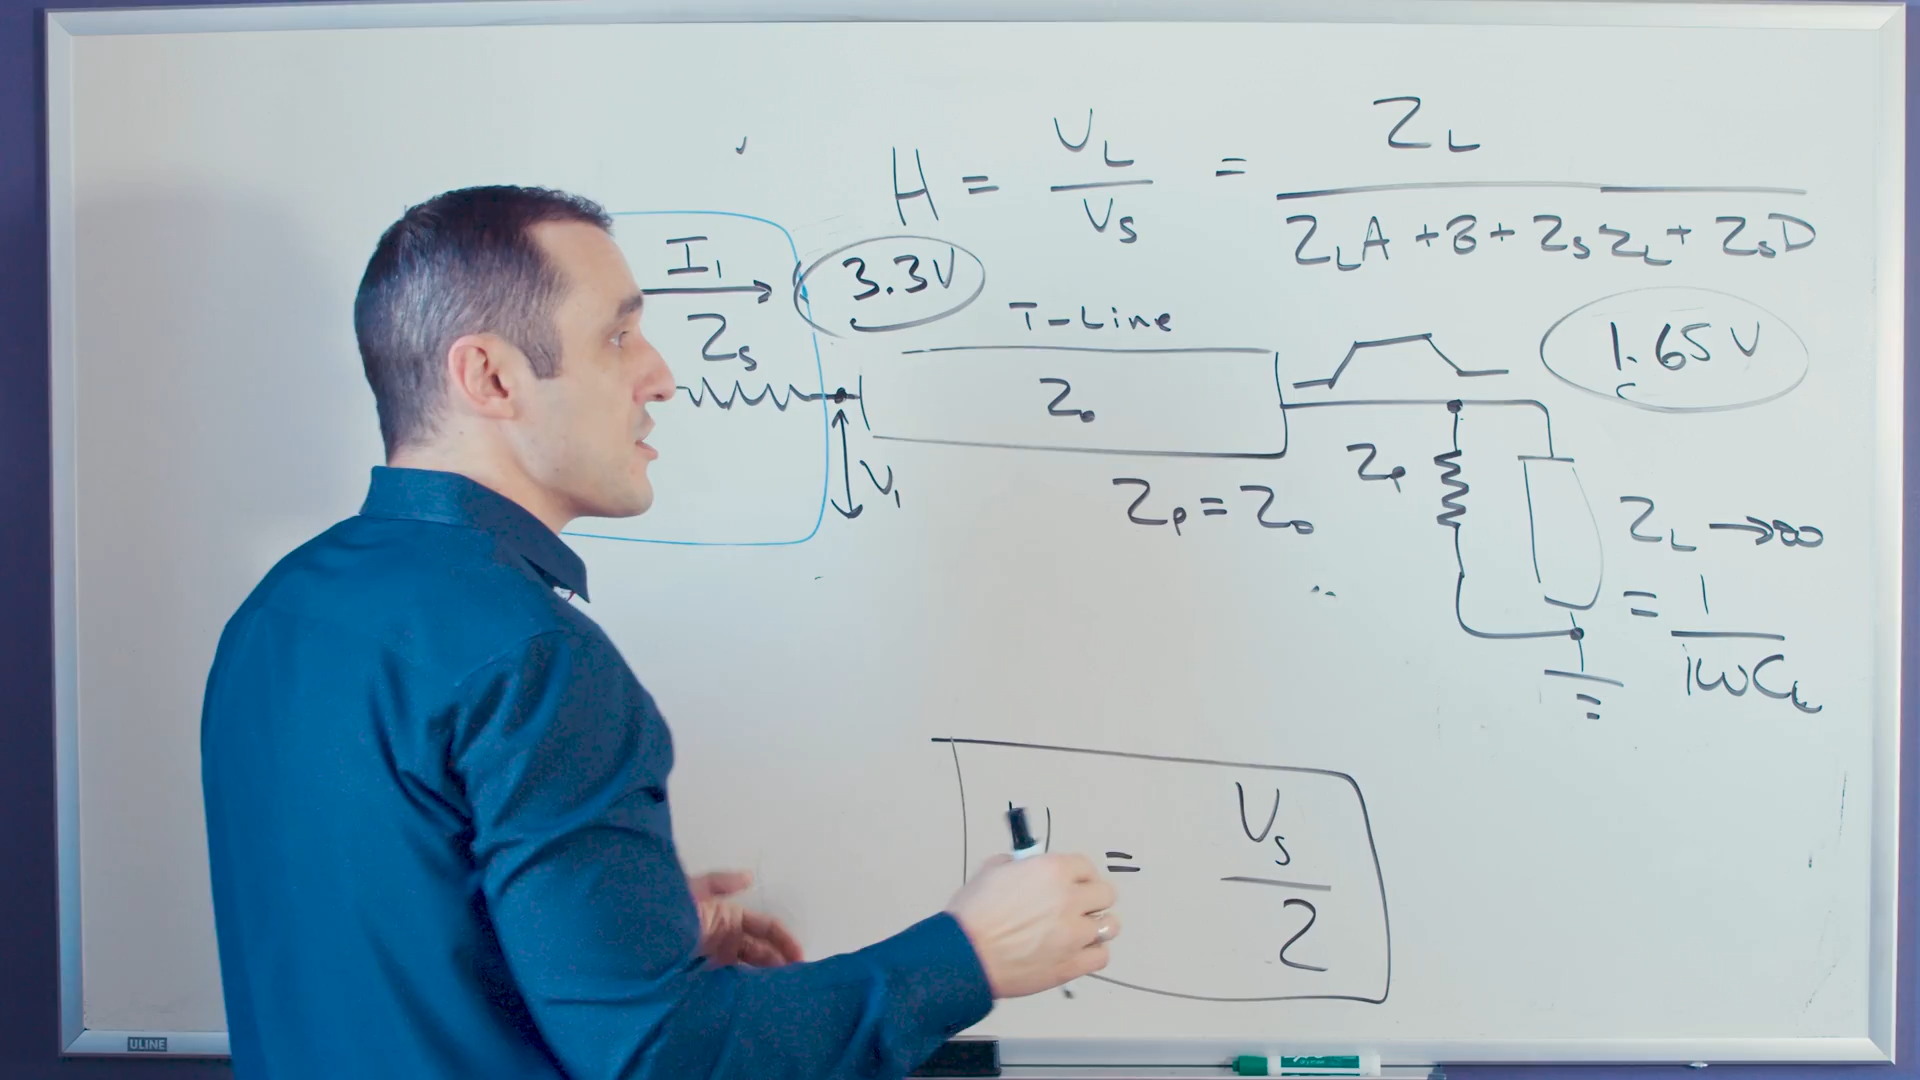 H = V_L / V_S = Z_L / Z_L A + B + Z_S Z_L + Z_S D
I_1
3.3V
Z_S
T-Line
1.65V
Z_0
V_1
Z_P
Z_P = Z_0
Z_L → ∞
= 1 / iωC_L
= V_S / 2
ULINE